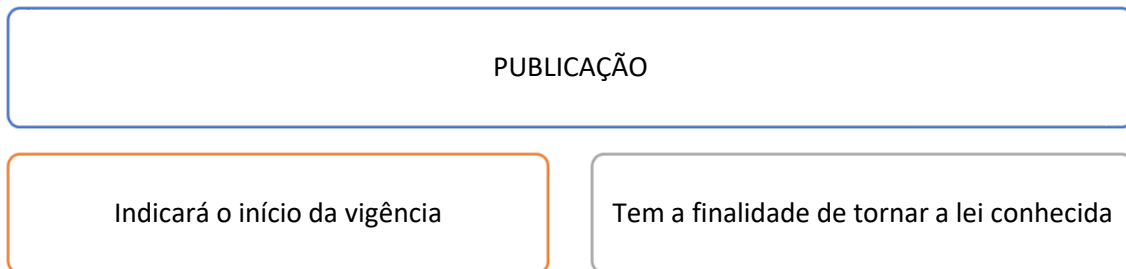 PUBLICAÇÃO
Indicará o início da vigência
Tem a finalidade de tornar a lei conhecida